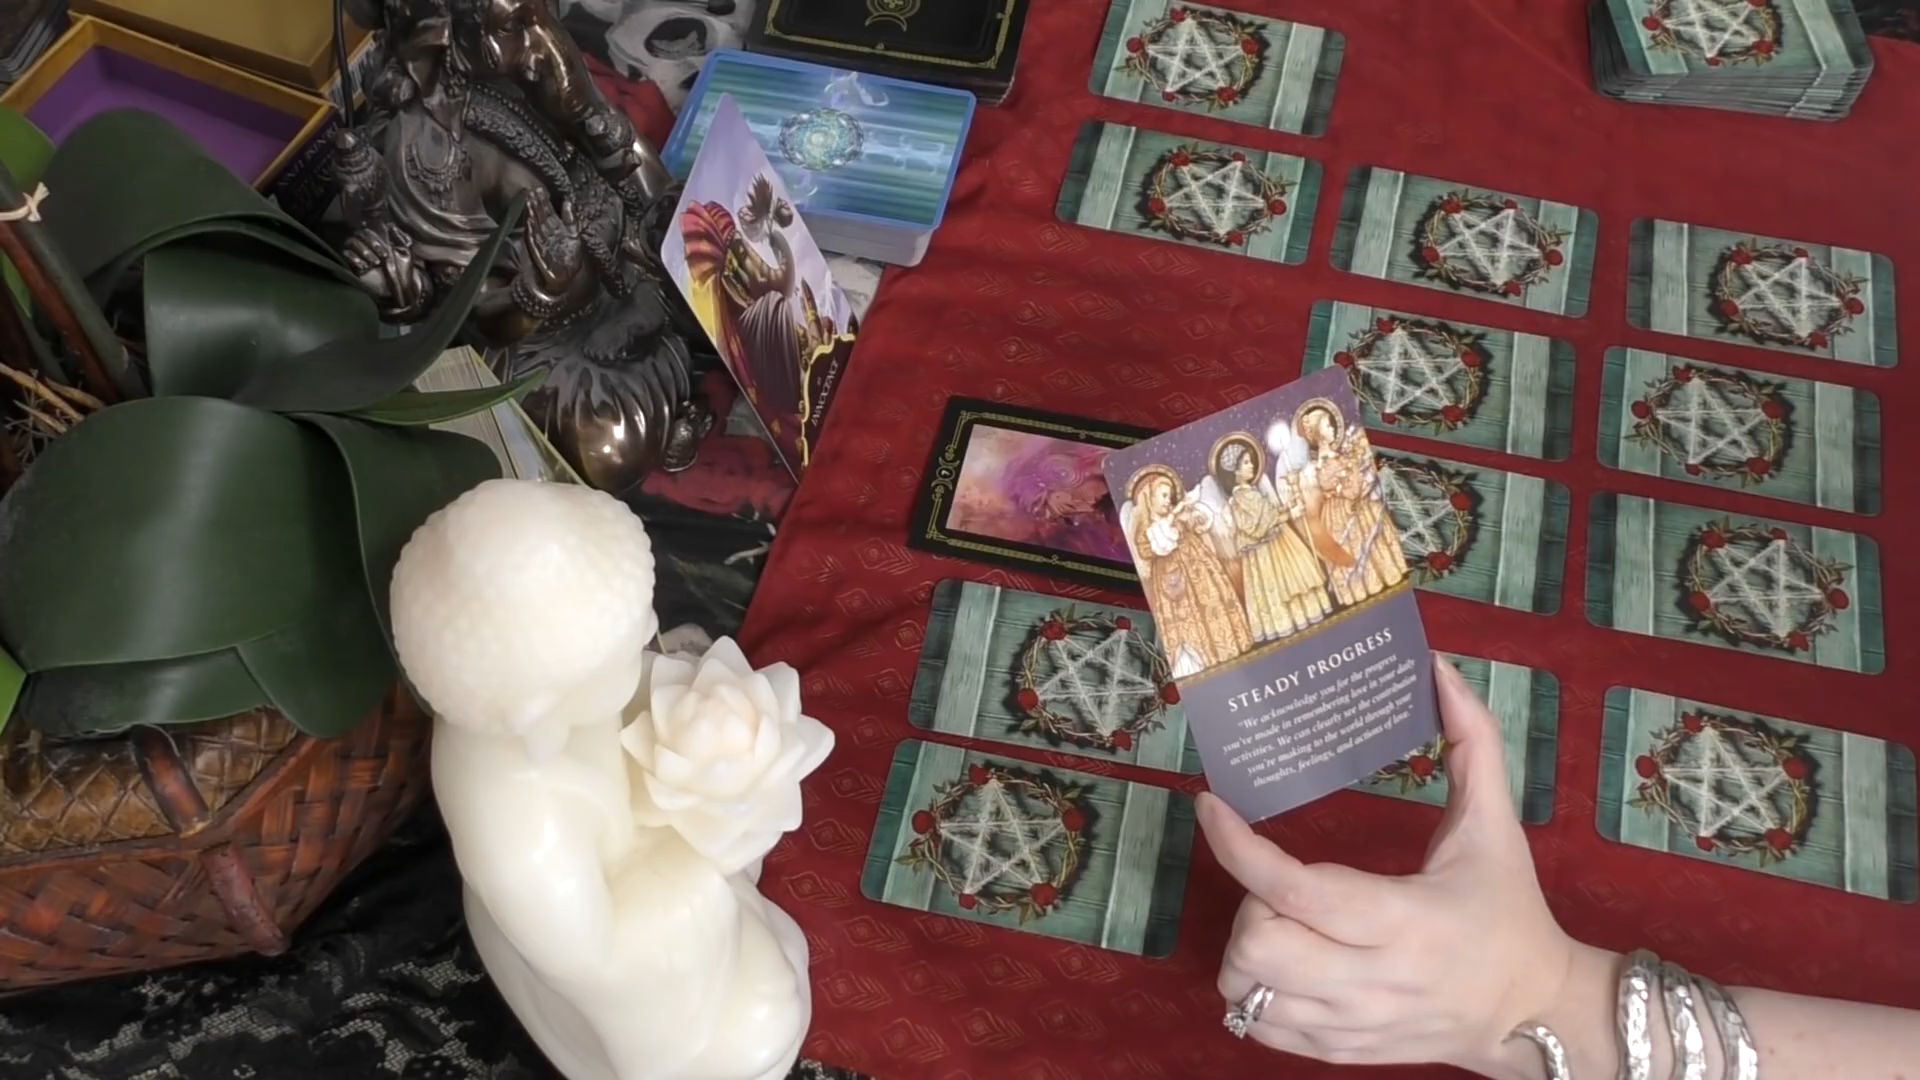 INNOCENCE
STEADY PROGRESS
"We acknowledge you for the progress
you've made in remembering love in your daily
activities. We can clearly see the contribution
you're making to the world through your
thoughts, feelings, and actions of love."